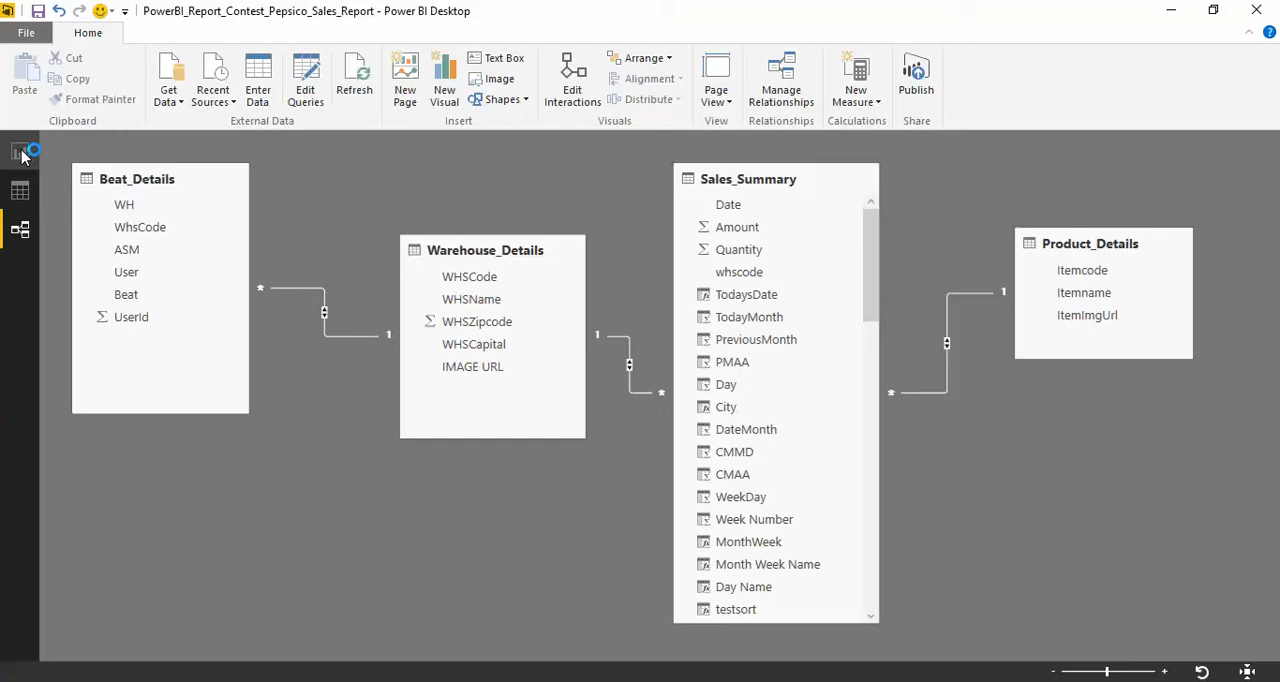 PowerBI_Report_Contest_Pepsico_Sales_Report - Power BI Desktop
File
Home
Paste
Cut
Copy
Format Painter
Clipboard
Get
Data
Recent
Sources
Enter
Data
Edit
Queries
Refresh
External Data
New
Page
New
Visual
Text Box
Image
Shapes
Insert
Edit
Interactions
Arrange
Alignment
Distribute
Visuals
Page
View
View
Manage
Relationships
Relationships
New
Measure
Calculations
Publish
Share
Beat_Details
WH
WhsCode
ASM
User
Beat
Σ UserId
*
1
Warehouse_Details
WHSCode
WHSName
Σ WHSZipcode
WHSCapital
IMAGE URL
1
*
Sales_Summary
Date
Σ Amount
Σ Quantity
whscode
TodaysDate
TodayMonth
PreviousMonth
PMAA
Day
City
DateMonth
CMMD
CMAA
WeekDay
Week Number
MonthWeek
Month Week Name
Day Name
testsort
*
1
Product_Details
Itemcode
Itemname
ItemImgUrl
- +